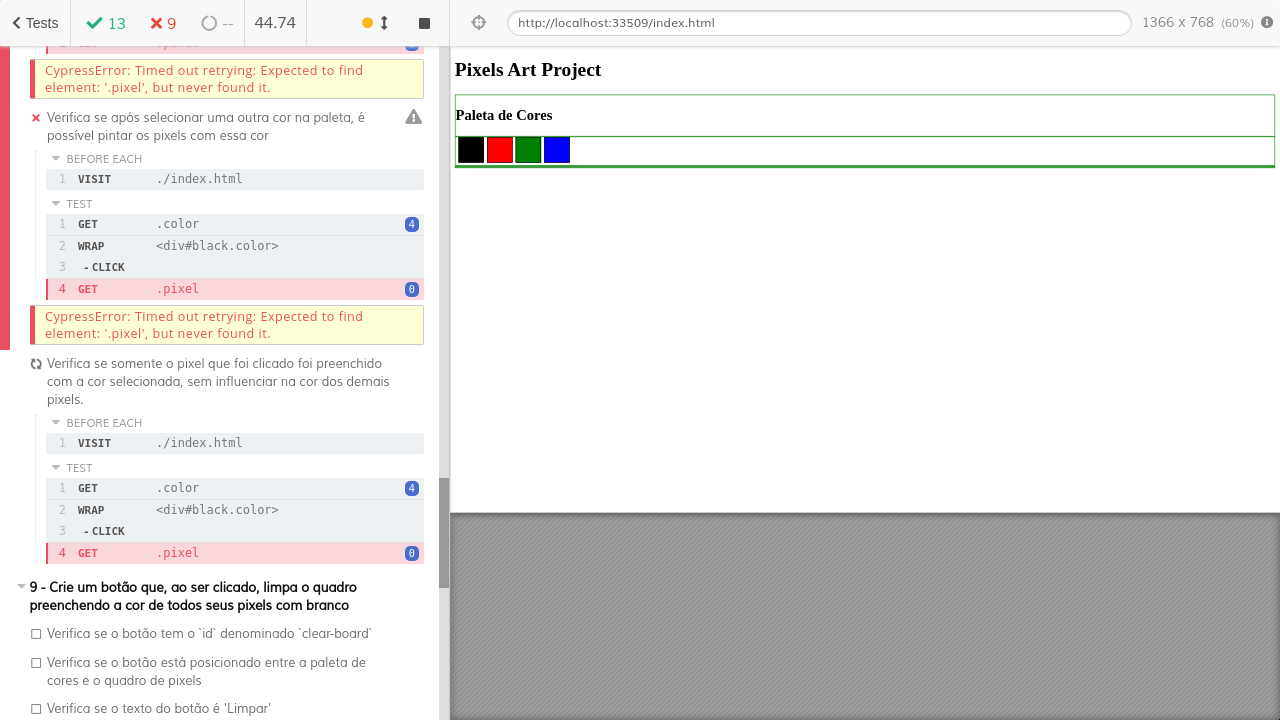 Tests
13
9
--
44.74
http://localhost:33509/index.html
1366 x 768 (60%)
CypressError: Timed out retrying: Expected to find
element: '.pixel', but never found it.
Verifica se após selecionar uma outra cor na paleta, é
possível pintar os pixels com essa cor
BEFORE EACH
1 VISIT ./index.html
TEST
1 GET .color 4
2 WRAP <div#black.color>
3 - CLICK
4 GET .pixel 0
CypressError: Timed out retrying: Expected to find
element: '.pixel', but never found it.
Verifica se somente o pixel que foi clicado foi preenchido
com a cor selecionada, sem influenciar na cor dos demais
pixels.
BEFORE EACH
1 VISIT ./index.html
TEST
1 GET .color 4
2 WRAP <div#black.color>
3 - CLICK
4 GET .pixel 0
9 - Crie um botão que, ao ser clicado, limpa o quadro
preenchendo a cor de todos seus pixels com branco
Verifica se o botão tem o `id` denominado `clear-board`
Verifica se o botão está posicionado entre a paleta de
cores e o quadro de pixels
Verifica se o texto do botão é 'Limpar'
Pixels Art Project
Paleta de Cores